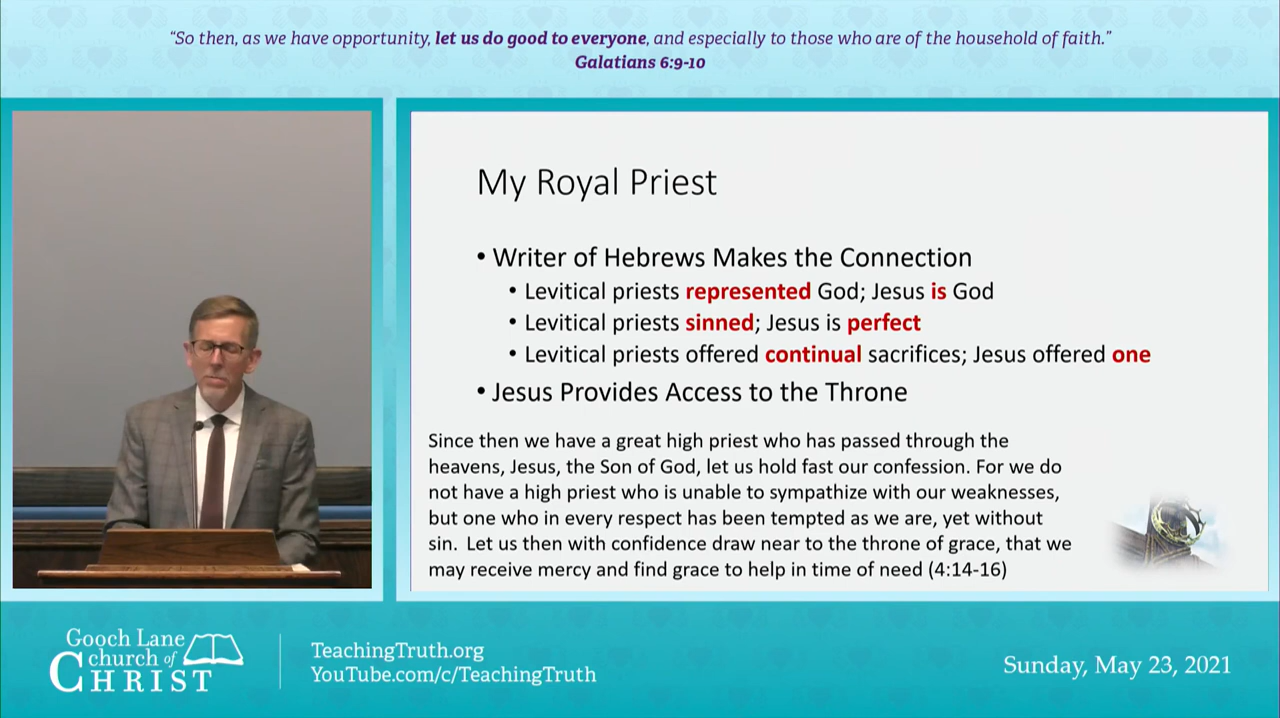 “So then, as we have opportunity, let us do good to everyone, and especially to those who are of the household of faith.”
Galatians 6:9-10
My Royal Priest
• Writer of Hebrews Makes the Connection
• Levitical priests represented God; Jesus is God
• Levitical priests sinned; Jesus is perfect
• Levitical priests offered continual sacrifices; Jesus offered one
• Jesus Provides Access to the Throne
Since then we have a great high priest who has passed through the
heavens, Jesus, the Son of God, let us hold fast our confession. For we do
not have a high priest who is unable to sympathize with our weaknesses,
but one who in every respect has been tempted as we are, yet without
sin. Let us then with confidence draw near to the throne of grace, that we
may receive mercy and find grace to help in time of need (4:14-16)
Gooch Lane
church of
CHRIST
TeachingTruth.org
YouTube.com/c/TeachingTruth
Sunday, May 23, 2021